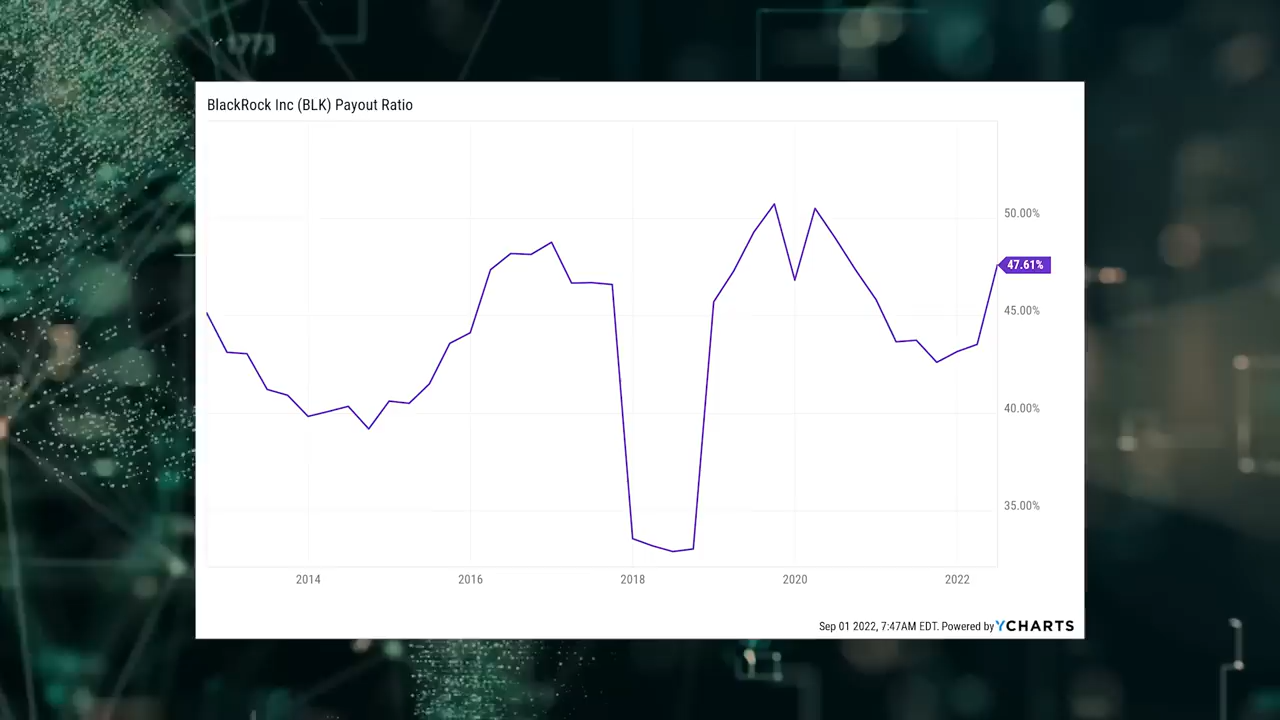 1773
BlackRock Inc (BLK) Payout Ratio
50.00%
47.61%
45.00%
40.00%
35.00%
2014 2016 2018 2020 2022
Sep 01 2022, 7:47AM EDT. Powered by YCHARTS